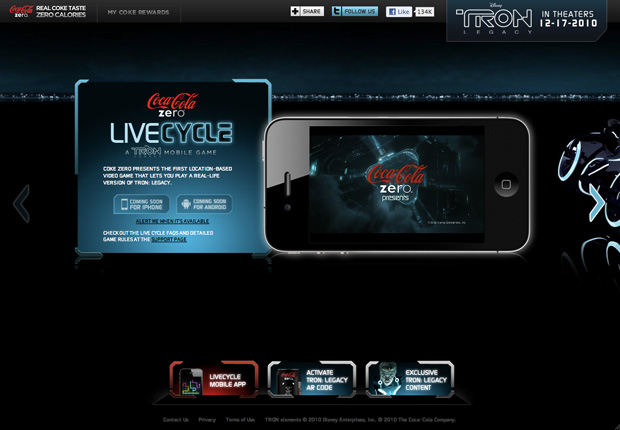 Coca-Cola zero REAL COKE TASTE
ZERO CALORIES
MY COKE REWARDS
SHARE
FOLLOW US
Like
134K
Disney
TRON
LEGACY
IN THEATERS
12-17-2010
Coca-Cola
zero
LIVECYCLE
A TRON MOBILE GAME
COKE ZERO PRESENTS THE FIRST LOCATION-BASED
VIDEO GAME THAT LETS YOU PLAY A REAL-LIFE
VERSION OF TRON: LEGACY.
COMING SOON
FOR IPHONE
COMING SOON
FOR ANDROID
ALERT ME WHEN IT'S AVAILABLE
CHECK OUT THE LIVE CYCLE FAQS AND DETAILED
GAME RULES AT THE SUPPORT PAGE
Coca-Cola
zero
presents
LIVECYCLE
MOBILE APP
ACTIVATE
TRON: LEGACY
AR CODE
EXCLUSIVE
TRON: LEGACY
CONTENT
Contact Us Privacy Terms of Use TRON elements © 2010 Disney Enterprises, Inc. © 2010 The Coca-Cola Company.